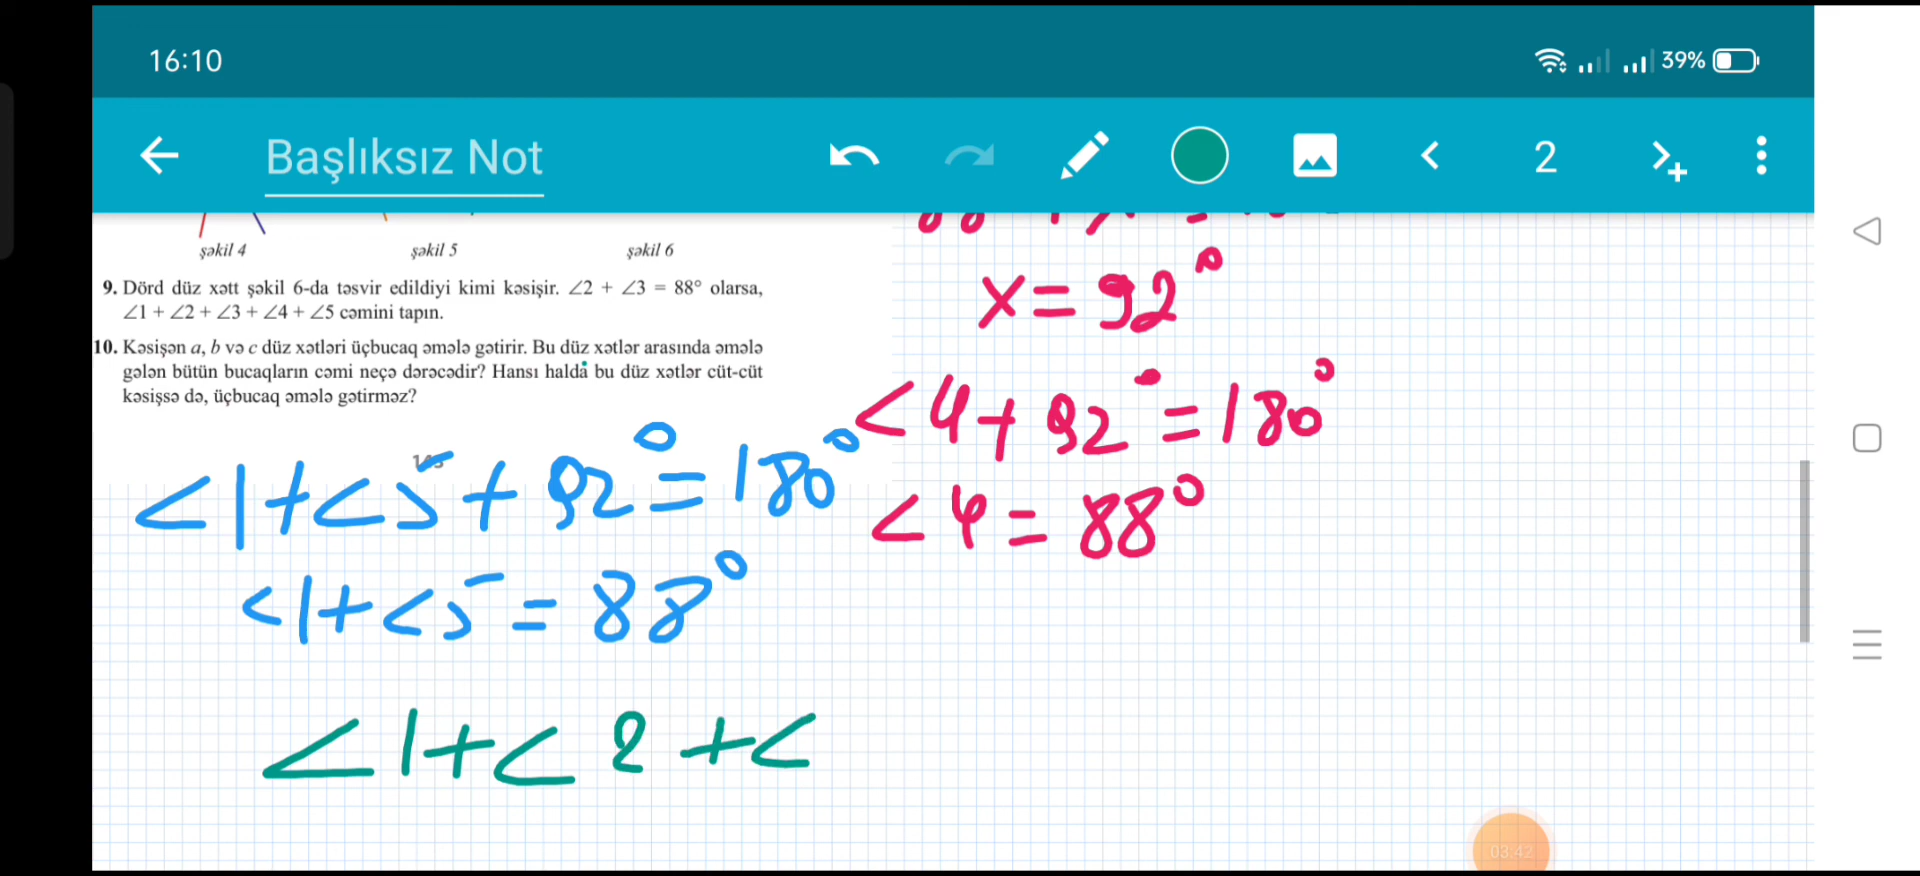 16:10
39%
Başlıksız Not
2
şəkil 4
şəkil 5
şəkil 6
9. Dörd düz xətt şəkil 6-da təsvir edildiyi kimi kəsişir. ∠2 + ∠3 = 88° olarsa,
∠1 + ∠2 + ∠3 + ∠4 + ∠5 cəmini tapın.
10. Kəsişən a, b və c düz xətləri üçbucaq əmələ gətirir. Bu düz xətlər arasında əmələ
gələn bütün bucaqların cəmi neçə dərəcədir? Hansı halda bu düz xətlər cüt-cüt
kəsişsə də, üçbucaq əmələ gətirməz?
x = 92°
<4 + 92° = 180°
<4 = 88°
<1 + <5 + 92° = 180°
<1 + <5 = 88°
<1 + <2 + <
03:42